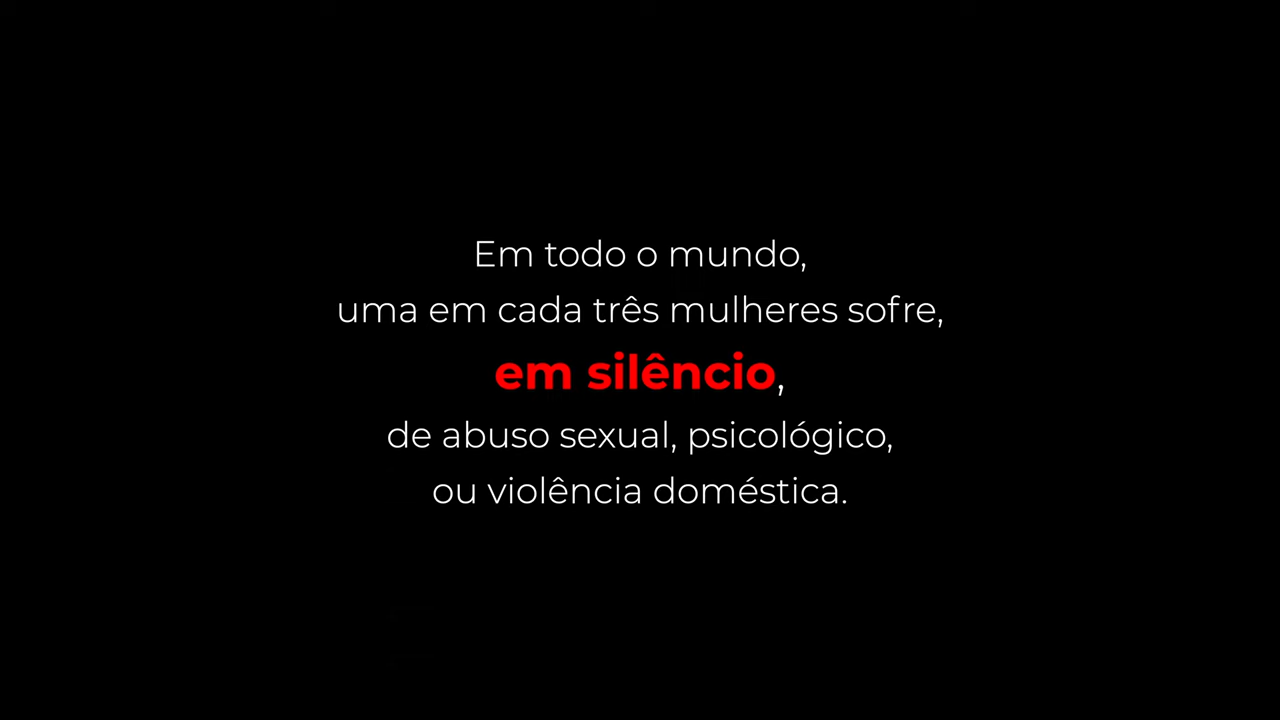 Em todo o mundo,
uma em cada três mulheres sofre,
em silêncio,
de abuso sexual, psicológico,
ou violência doméstica.